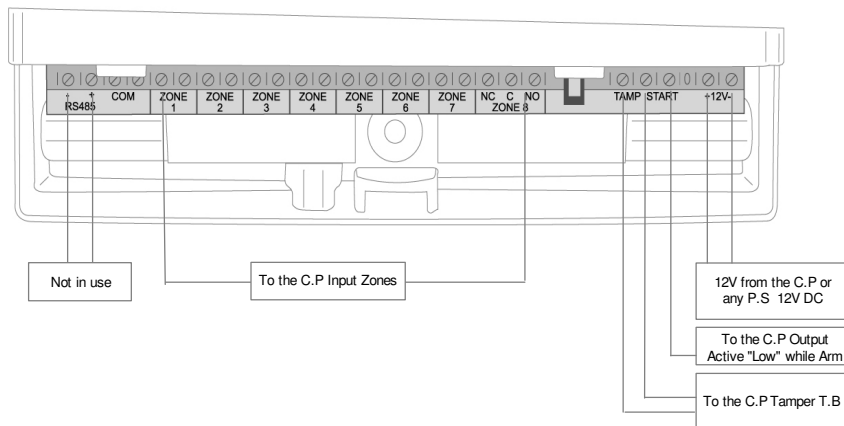 - + COM ZONE ZONE ZONE ZONE ZONE ZONE ZONE NC C NO TAMP START +12V-
RS485 1 2 3 4 5 6 7 ZONE 8
Not in use
To the C.P Input Zones
12V from the C.P or
any P.S 12V DC
To the C.P Output
Active "Low" while Arm
To the C.P Tamper T.B